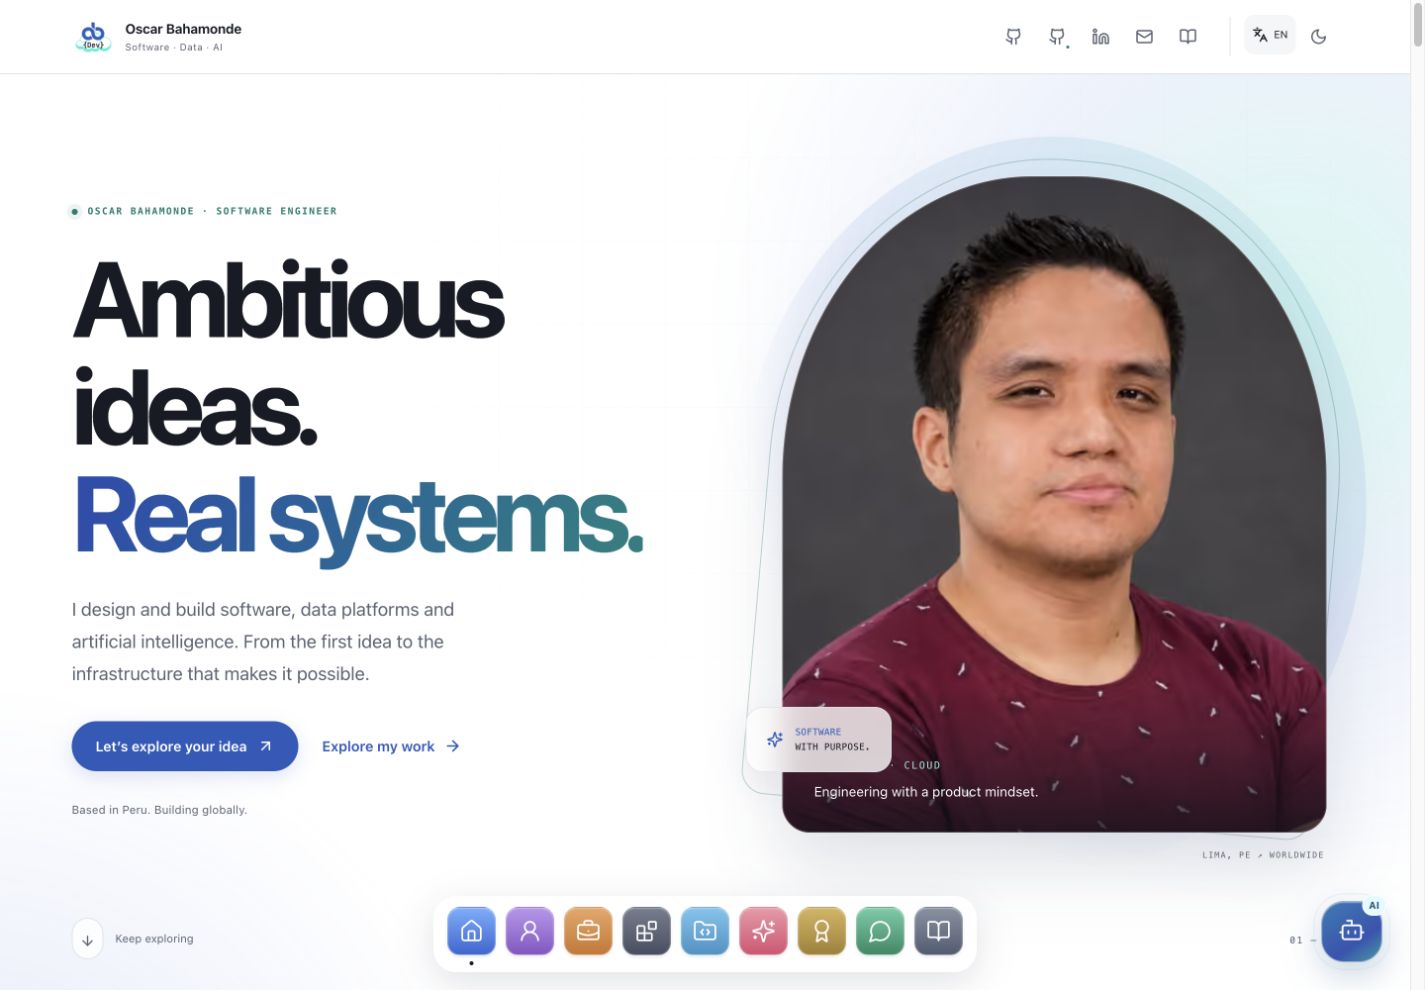 ab
{Dev}
Oscar Bahamonde
Software · Data · AI
EN
OSCAR BAHAMONDE · SOFTWARE ENGINEER
Ambitious
ideas.
Real systems.
I design and build software, data platforms and
artificial intelligence. From the first idea to the
infrastructure that makes it possible.
Let's explore your idea
Explore my work
Based in Peru. Building globally.
SOFTWARE
WITH PURPOSE.
· CLOUD
Engineering with a product mindset.
LIMA, PE ↗ WORLDWIDE
Keep exploring
AI
01 —